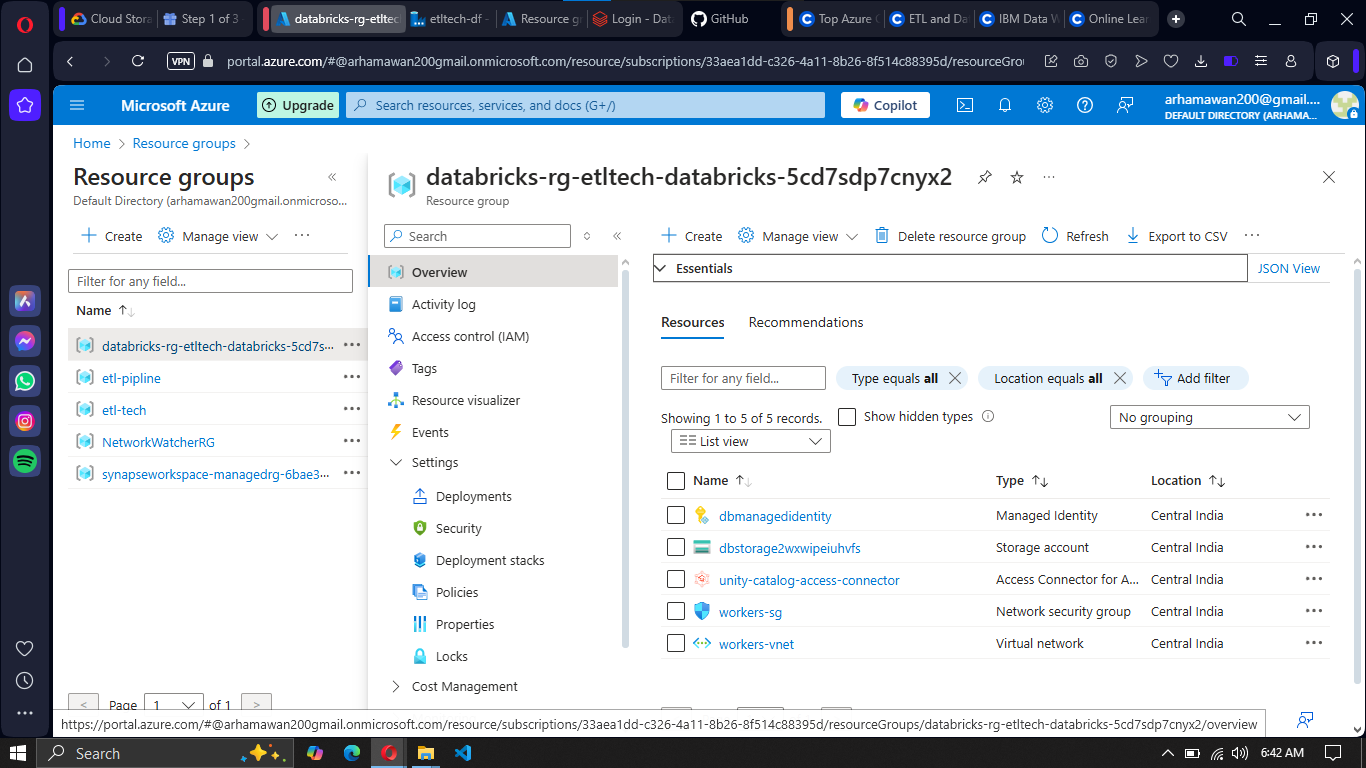 Cloud Stora
Step 1 of 3 -
databricks-rg-etltech
etltech-df -
Resource gr
Login - Dat
GitHub
Top Azure C
ETL and Da
IBM Data W
Online Lear
VPN
portal.azure.com/#@arhamawan200gmail.onmicrosoft.com/resource/subscriptions/33aea1dd-c326-4a11-8b26-8f514c88395d/resourceGrou
Microsoft Azure
Upgrade
Search resources, services, and docs (G+/)
Copilot
arhamawan200@gmail....
DEFAULT DIRECTORY (ARHAMA...
Home
Resource groups
Resource groups
Default Directory (arhamawan200gmail.onmicroso...
Create
Manage view
Filter for any field...
Name
databricks-rg-etltech-databricks-5cd7s...
etl-pipline
etl-tech
NetworkWatcherRG
synapseworkspace-managedrg-6bae3...
< Page 1 of 1 >
databricks-rg-etltech-databricks-5cd7sdp7cnyx2
Resource group
Search
Overview
Activity log
Access control (IAM)
Tags
Resource visualizer
Events
Settings
Deployments
Security
Deployment stacks
Policies
Properties
Locks
Cost Management
Create
Manage view
Delete resource group
Refresh
Export to CSV
Essentials
JSON View
Resources
Recommendations
Filter for any field...
Type equals all
Location equals all
Add filter
Showing 1 to 5 of 5 records.
Show hidden types
No grouping
List view
Name Type Location
dbmanagedidentity Managed Identity Central India
dbstorage2wxwipeiuhvfs Storage account Central India
unity-catalog-access-connector Access Connector for A... Central India
workers-sg Network security group Central India
workers-vnet Virtual network Central India
https://portal.azure.com/#@arhamawan200gmail.onmicrosoft.com/resource/subscriptions/33aea1dd-c326-4a11-8b26-8f514c88395d/resourceGroups/databricks-rg-etltech-databricks-5cd7sdp7cnyx2/overview
Search
6:42 AM